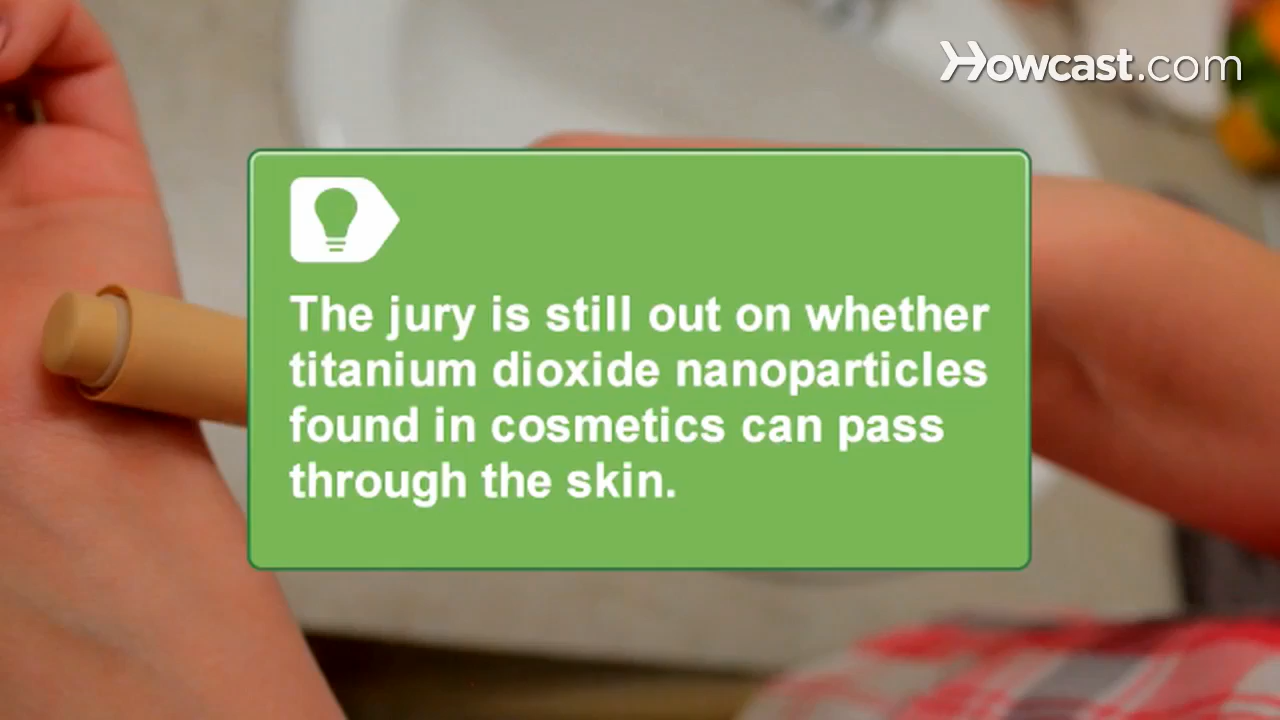 Howcast.com
The jury is still out on whether
titanium dioxide nanoparticles
found in cosmetics can pass
through the skin.